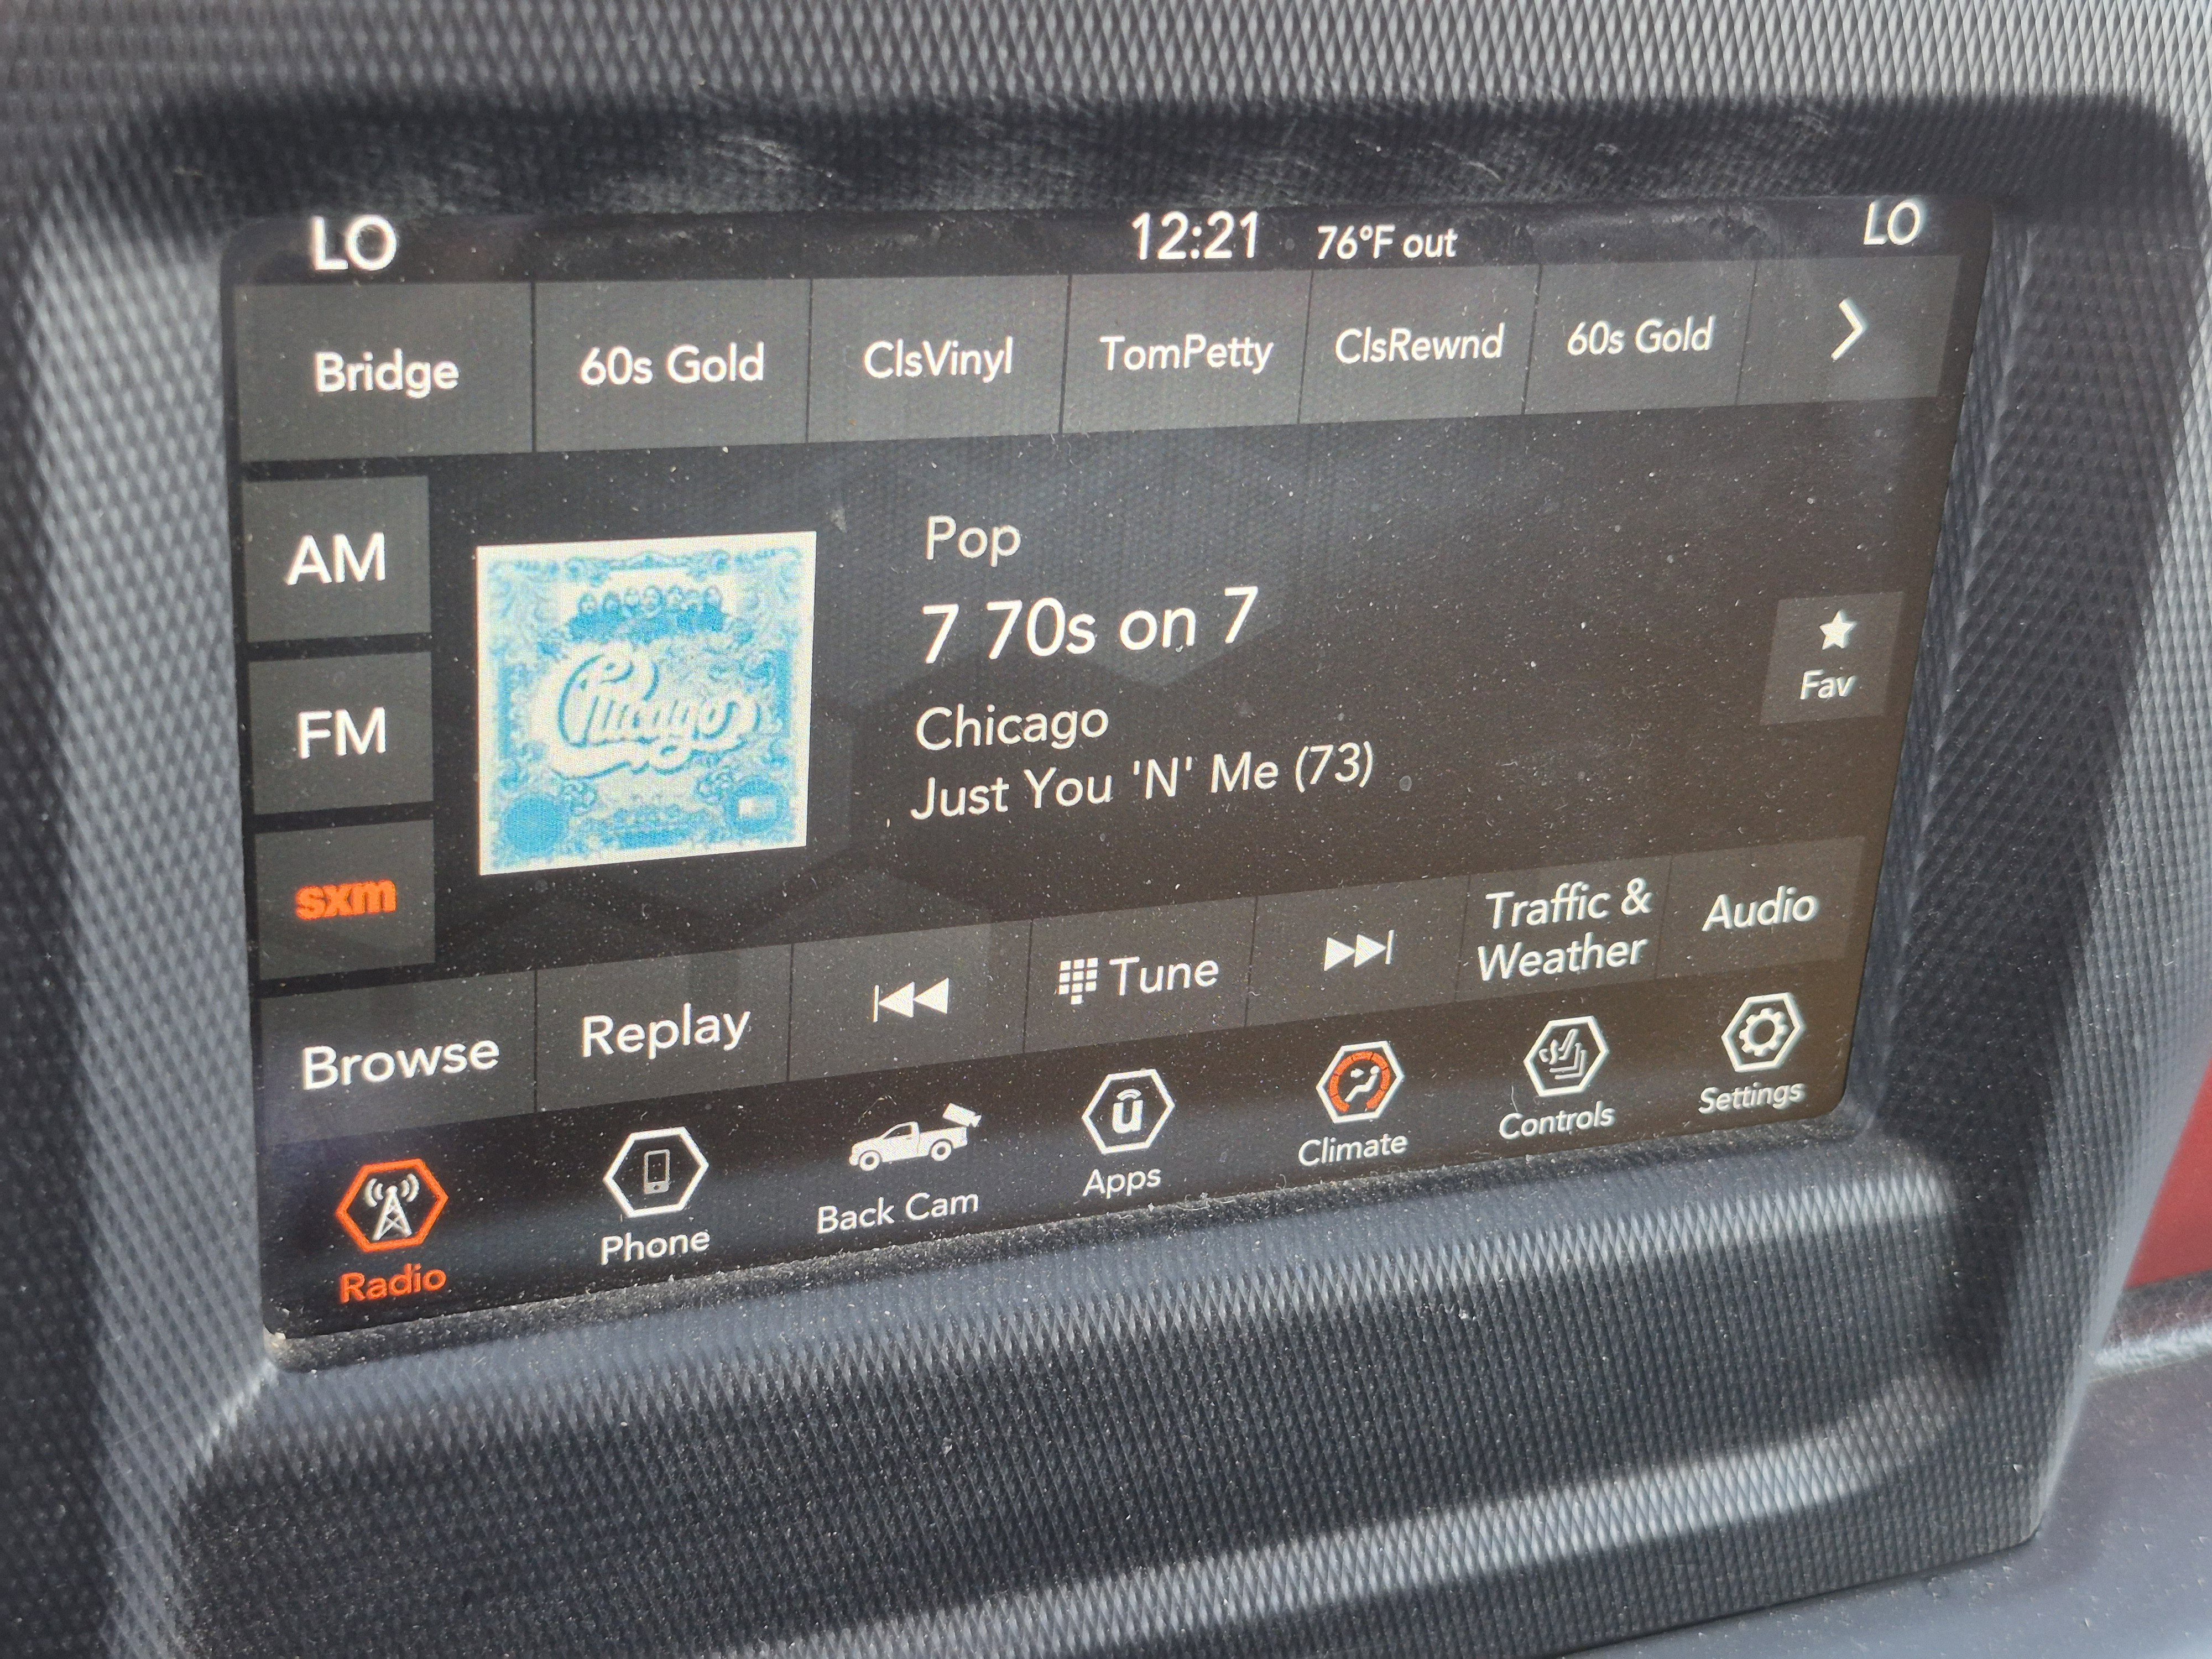 LO 12:21 76°F out LO
Bridge 60s Gold ClsVinyl TomPetty ClsRewnd 60s Gold
AM
FM
sxm
Chicago
Pop
7 70s on 7
Chicago
Just You 'N' Me (73)
Fav
Browse Replay Tune Traffic & Weather Audio
Radio Phone Back Cam Apps Climate Controls Settings